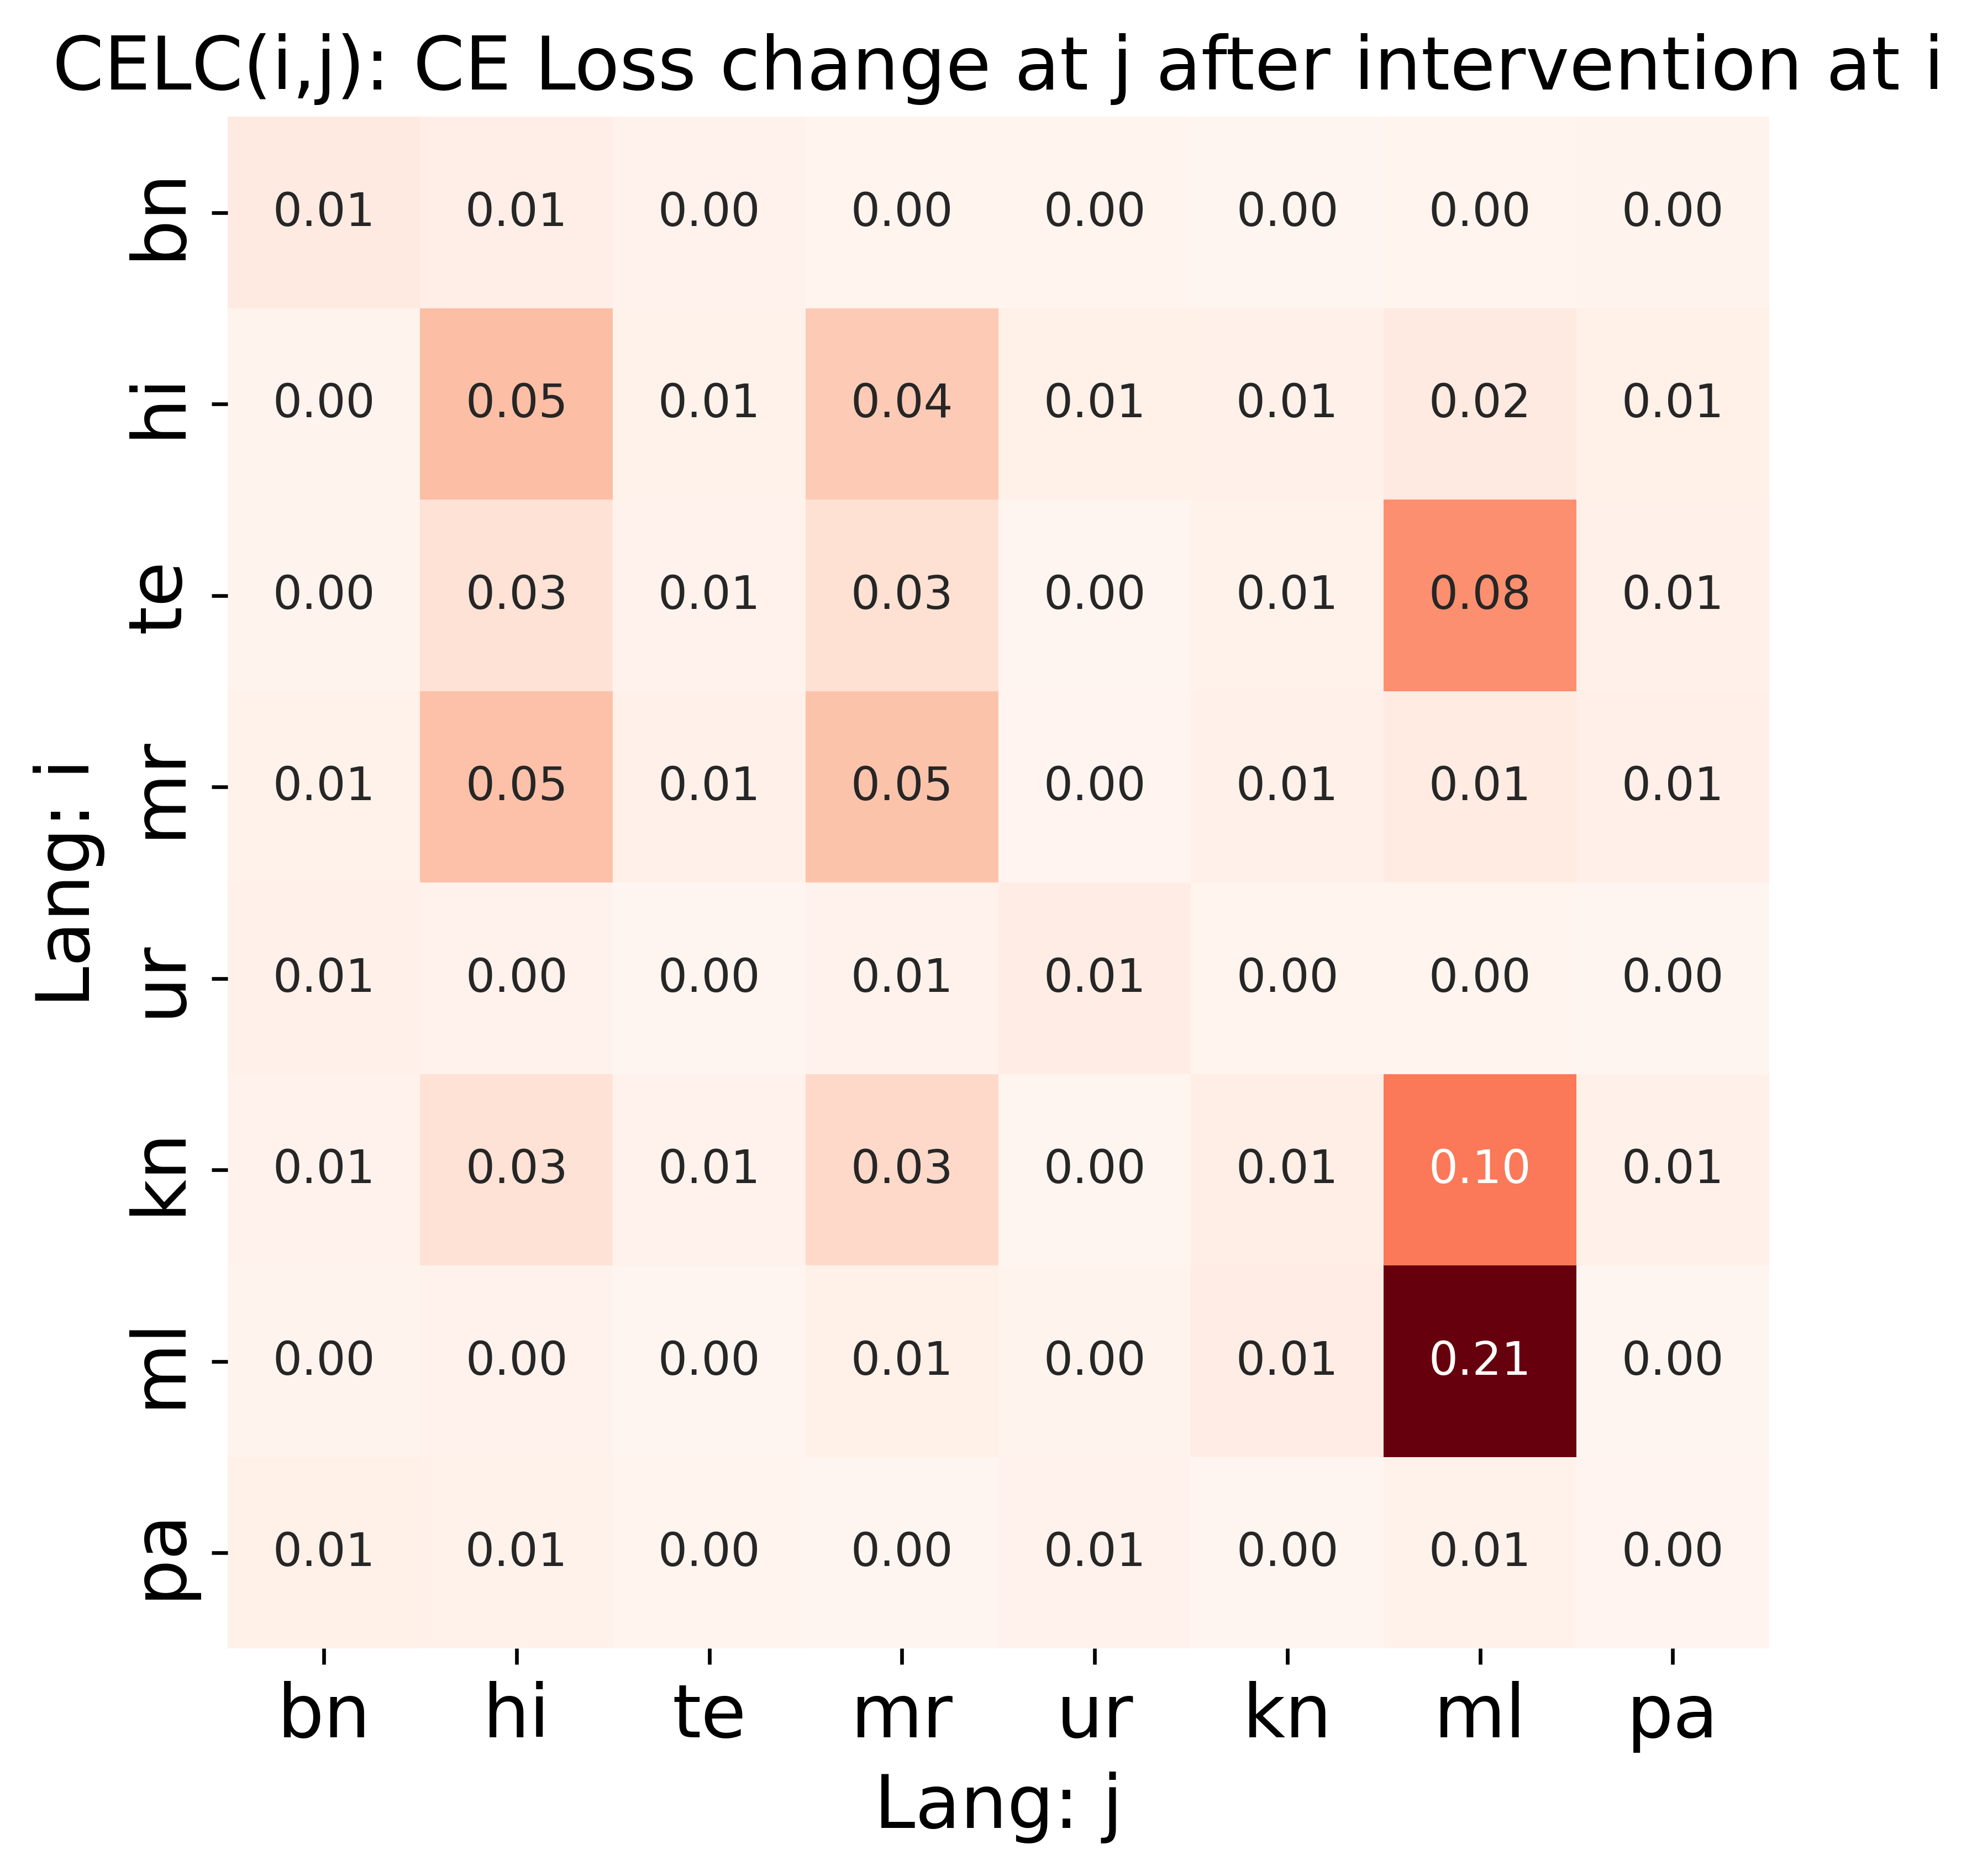 CELC(i,j): CE Loss change at j after intervention at i
Lang: i
bn 0.01 0.01 0.00 0.00 0.00 0.00 0.00 0.00
hi 0.00 0.05 0.01 0.04 0.01 0.01 0.02 0.01
te 0.00 0.03 0.01 0.03 0.00 0.01 0.08 0.01
mr 0.01 0.05 0.01 0.05 0.00 0.01 0.01 0.01
ur 0.01 0.00 0.00 0.01 0.01 0.00 0.00 0.00
kn 0.01 0.03 0.01 0.03 0.00 0.01 0.10 0.01
ml 0.00 0.00 0.00 0.01 0.00 0.01 0.21 0.00
pa 0.01 0.01 0.00 0.00 0.01 0.00 0.01 0.00
bn hi te mr ur kn ml pa
Lang: j